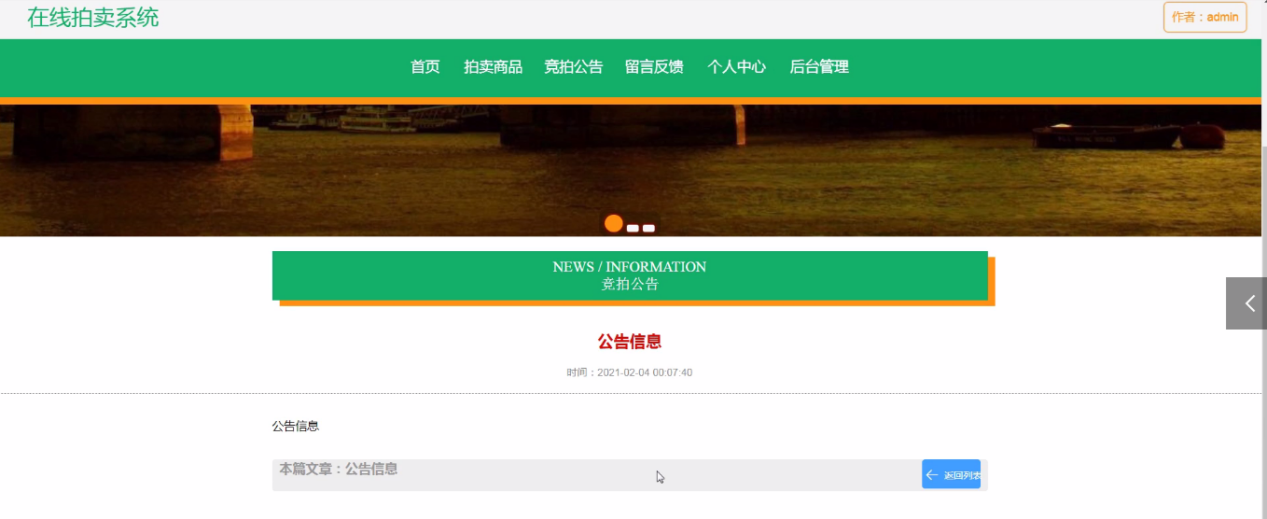 在线拍卖系统
作者：admin
首页 拍卖商品 竞拍公告 留言反馈 个人中心 后台管理
NEWS / INFORMATION
竞拍公告
公告信息
时间：2021-02-04 00:07:40
公告信息
本篇文章：公告信息
返回列表